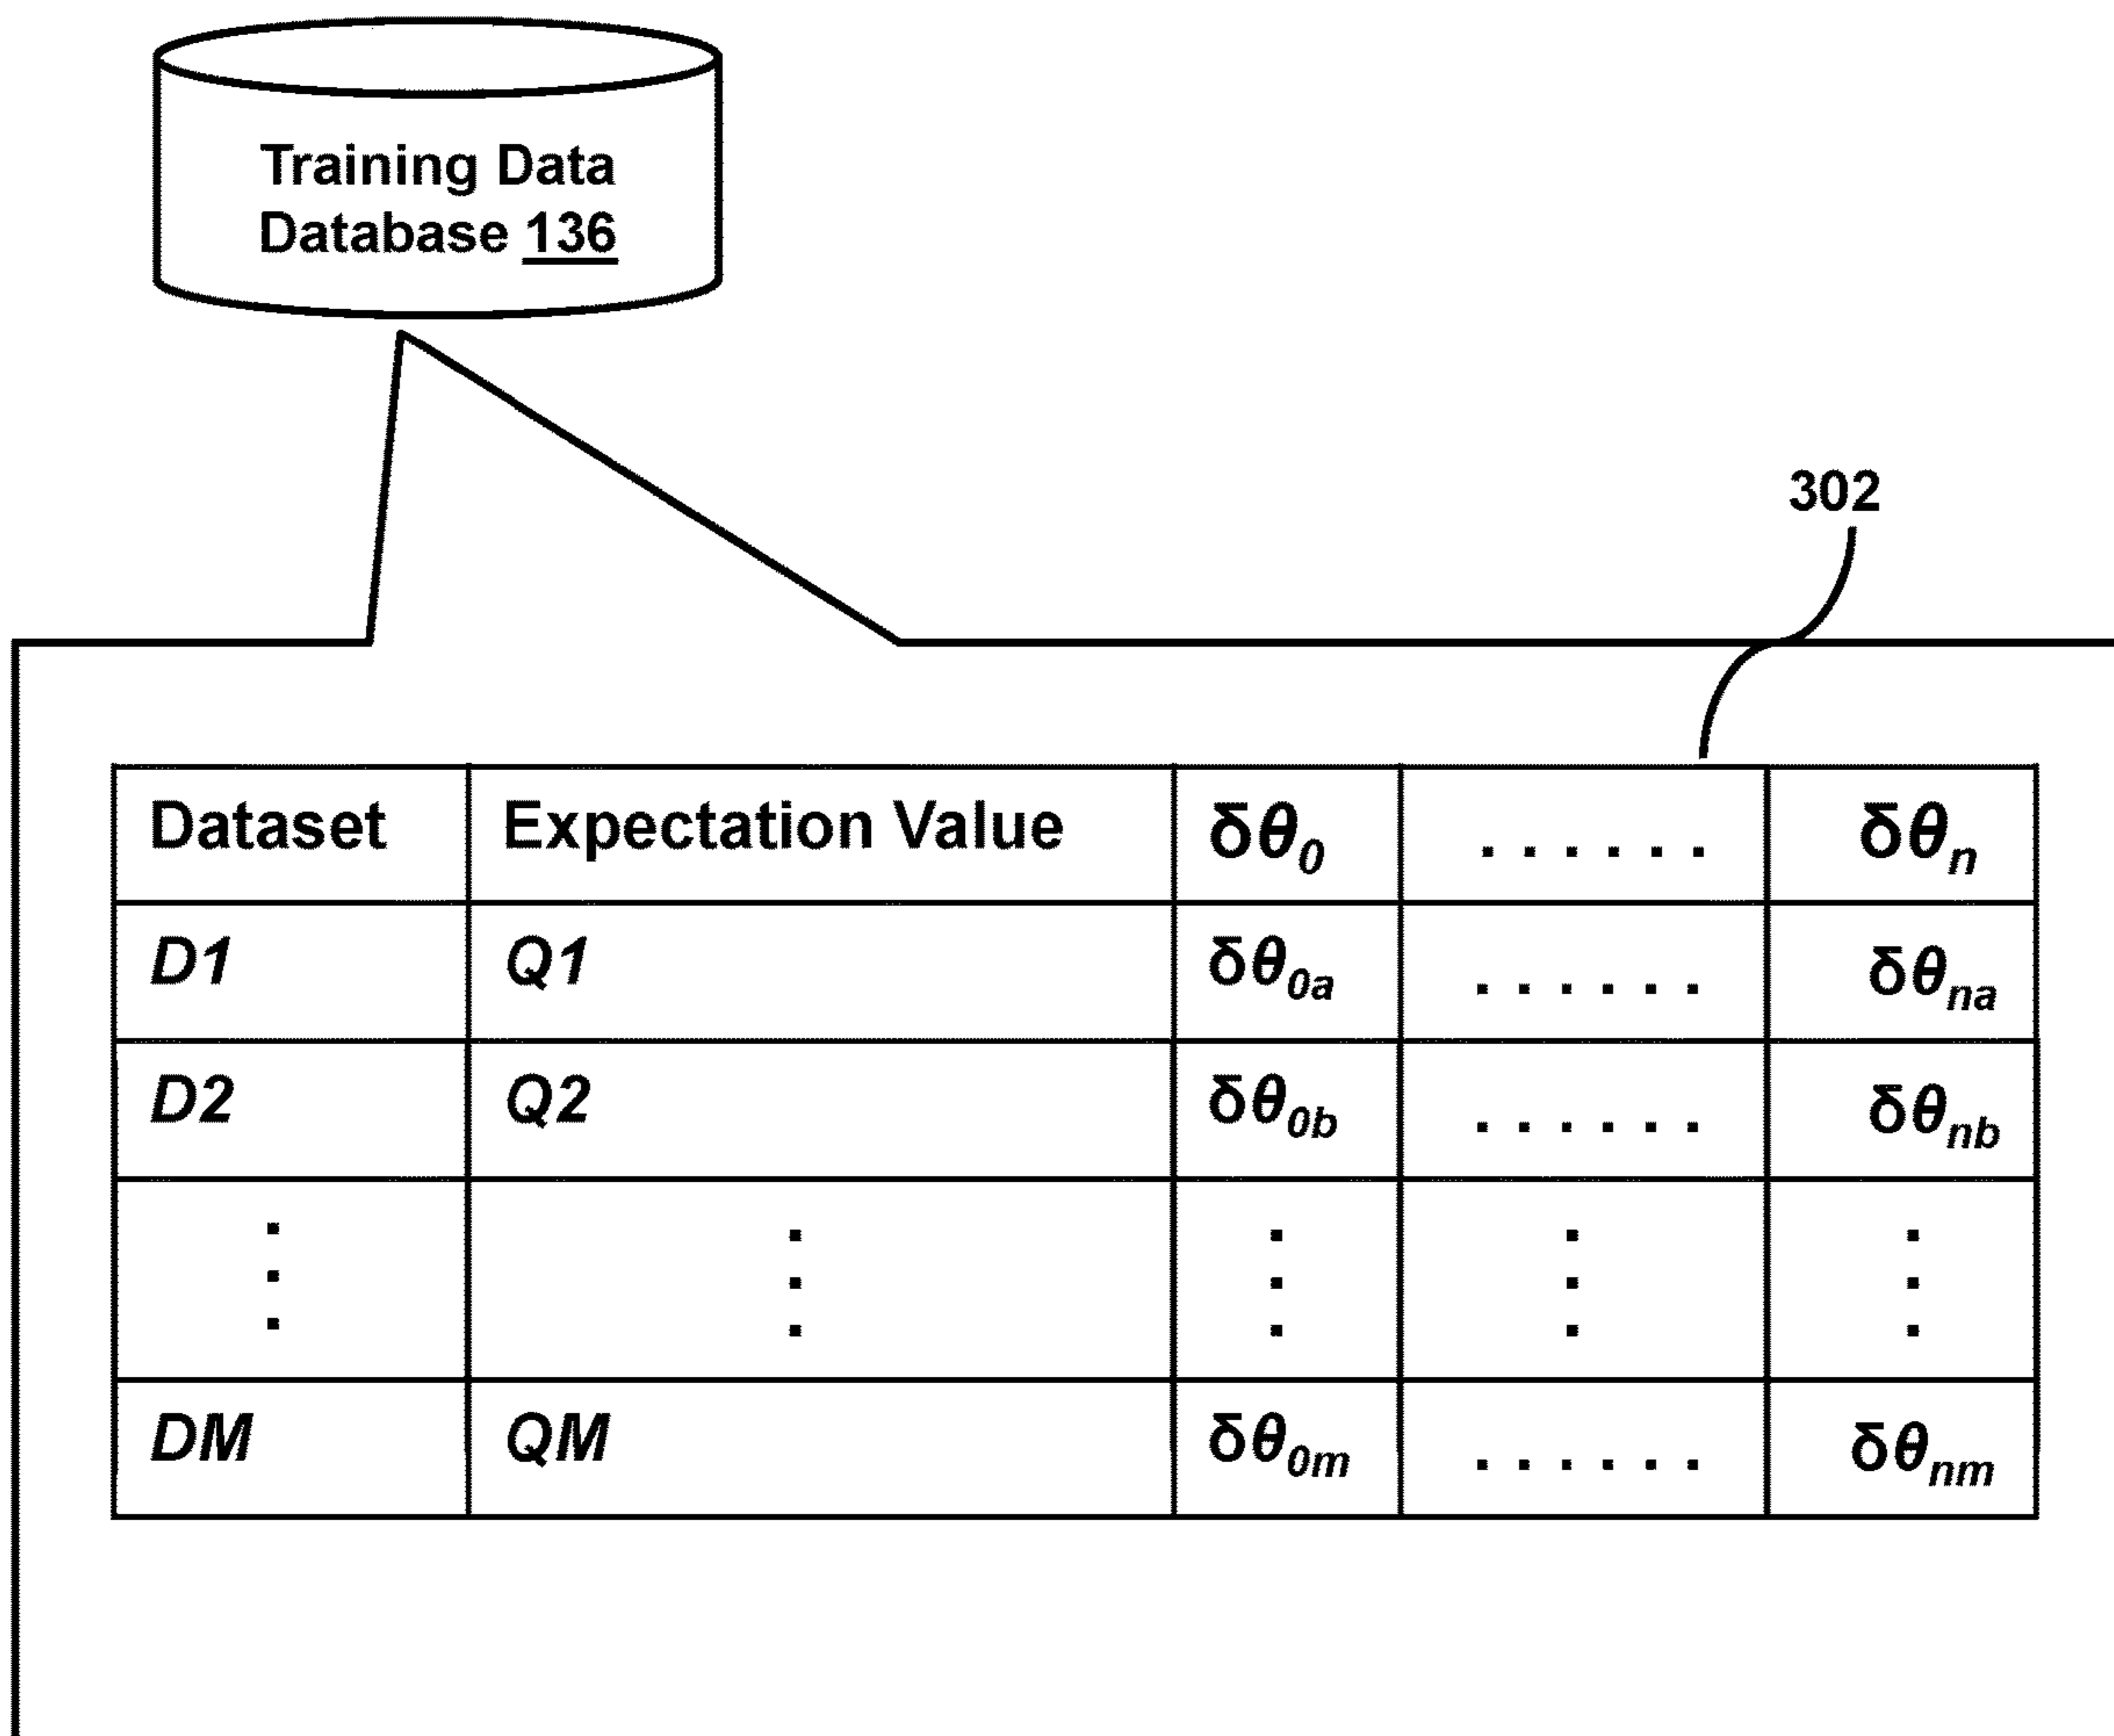 Training Data
Database 136
302
Dataset Expectation Value δθ₀ ...... δθₙ
D1 Q1 δθ0a ...... δθna
D2 Q2 δθ0b ...... δθnb
DM QM δθ0m ...... δθnm